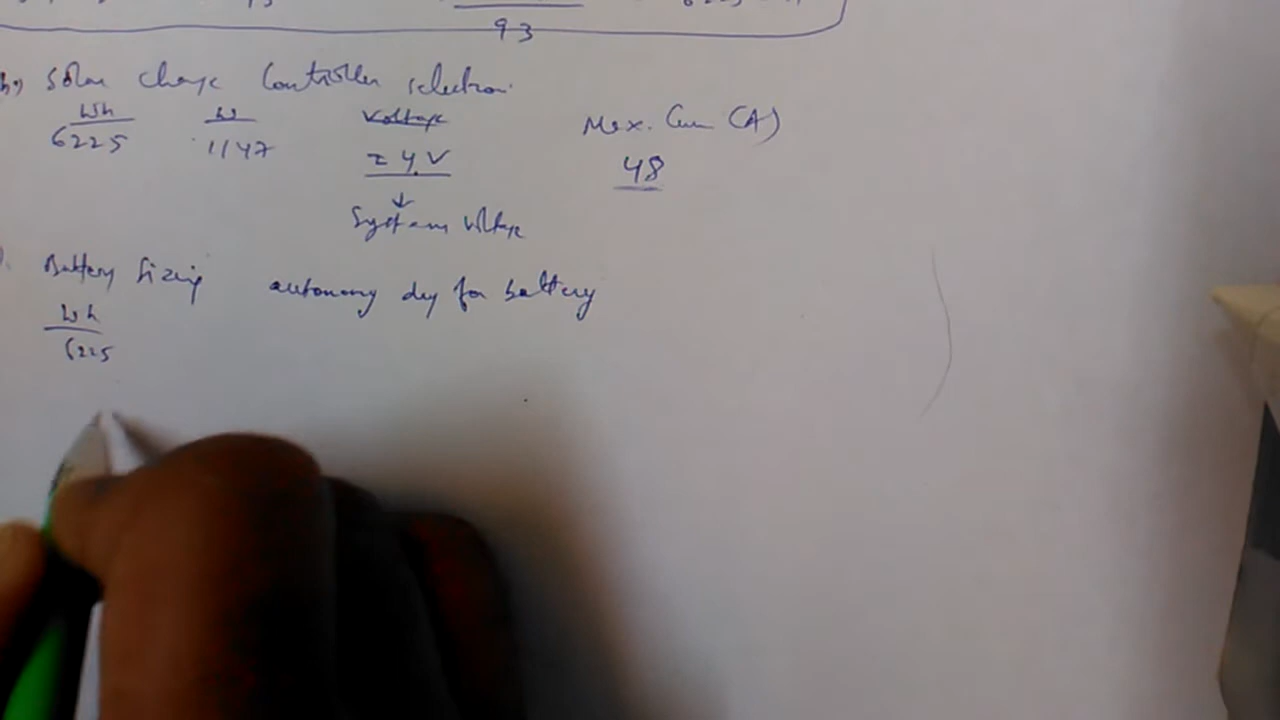 93
b) Solar charge Controller selection
Wh W Voltage Max. Curr (A)
6225 1147 24V 48
↓
System voltage
Battery Sizing autonomy day for battery
Wh
6225